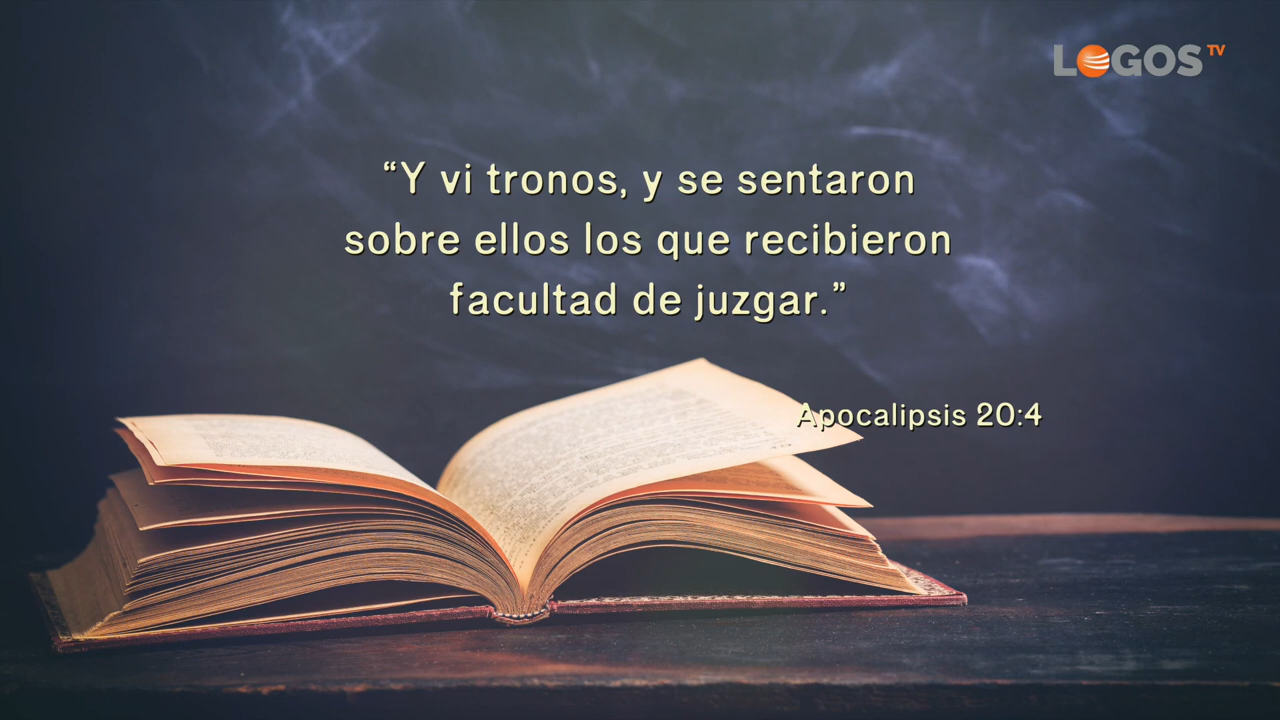 LOGOS TV
“Y vi tronos, y se sentaron
sobre ellos los que recibieron
facultad de juzgar.”
Apocalipsis 20:4